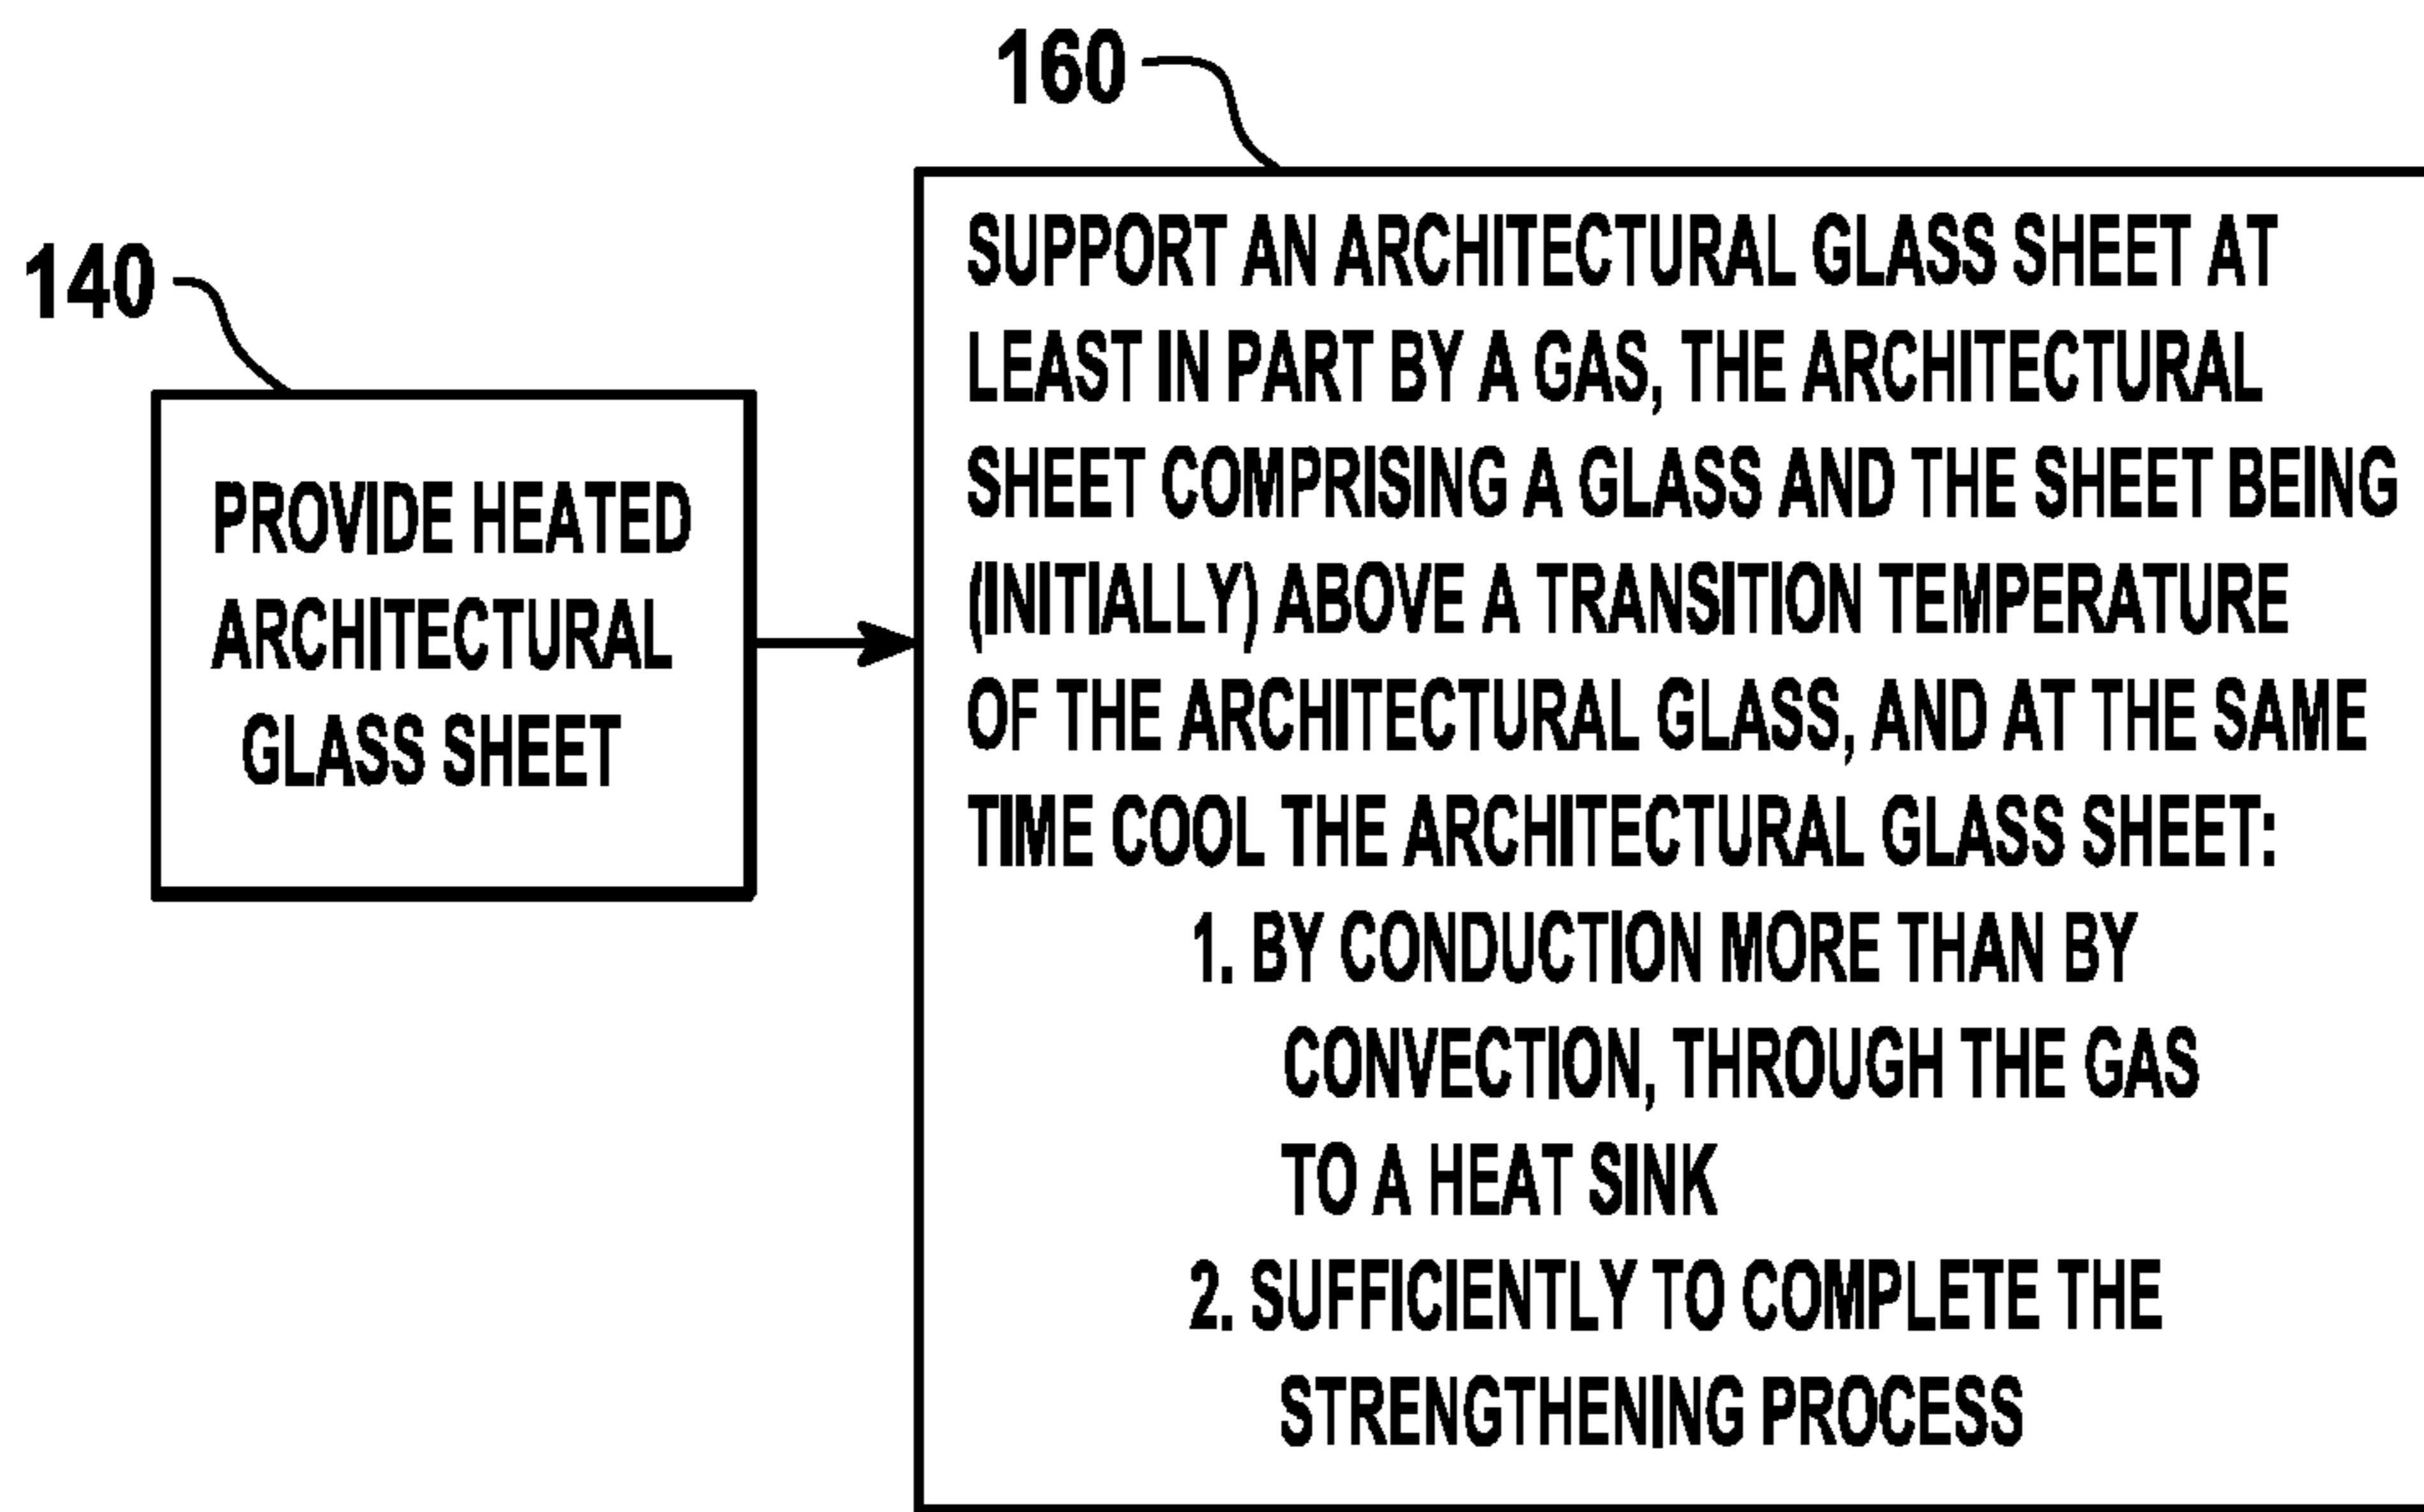 140
PROVIDE HEATED
ARCHITECTURAL
GLASS SHEET
160
SUPPORT AN ARCHITECTURAL GLASS SHEET AT
LEAST IN PART BY A GAS, THE ARCHITECTURAL
SHEET COMPRISING A GLASS AND THE SHEET BEING
(INITIALLY) ABOVE A TRANSITION TEMPERATURE
OF THE ARCHITECTURAL GLASS, AND AT THE SAME
TIME COOL THE ARCHITECTURAL GLASS SHEET:
1. BY CONDUCTION MORE THAN BY
CONVECTION, THROUGH THE GAS
TO A HEAT SINK
2. SUFFICIENTLY TO COMPLETE THE
STRENGTHENING PROCESS